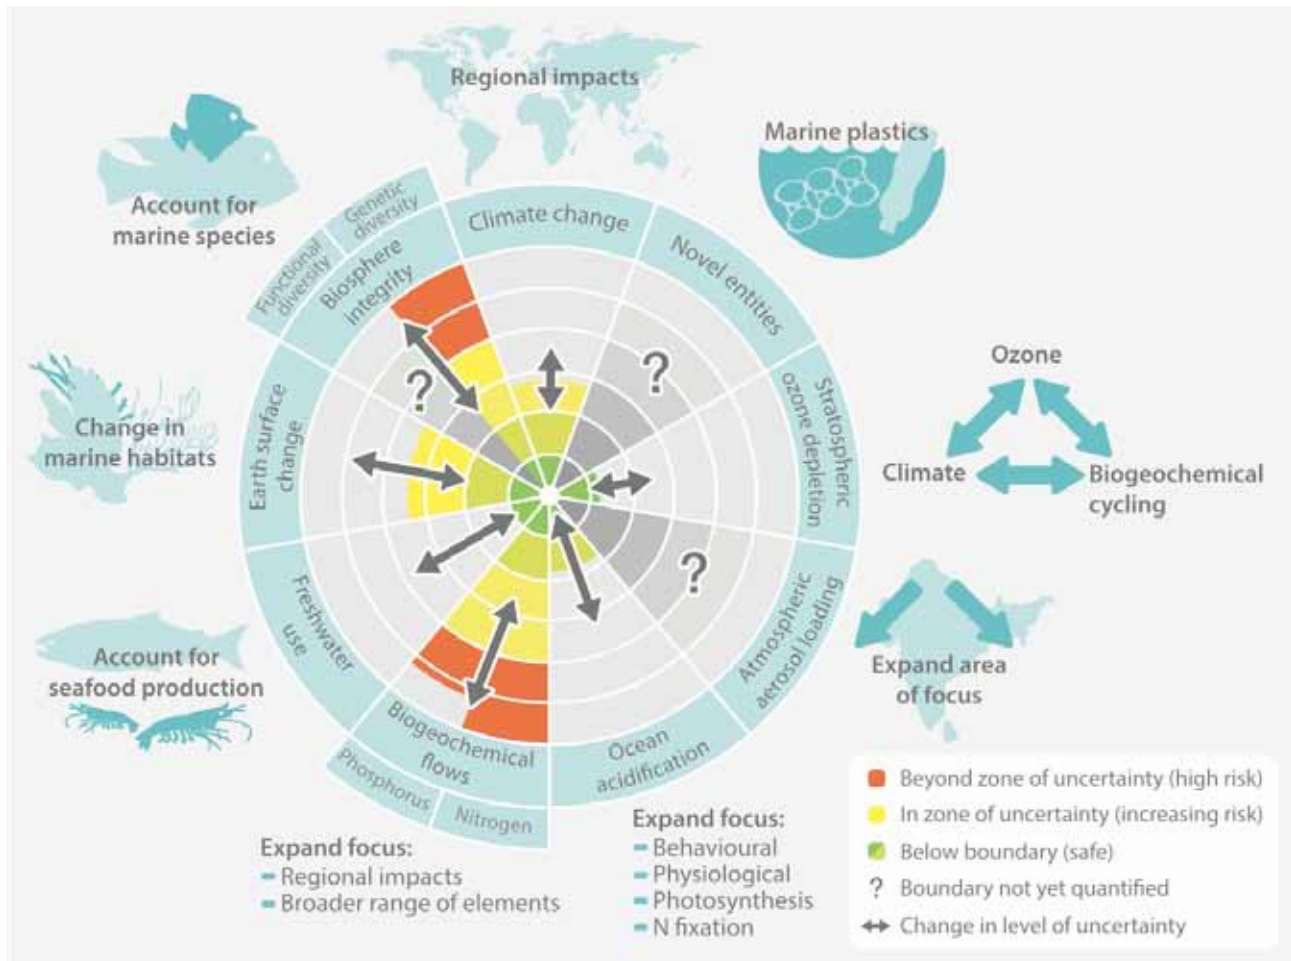 Regional impacts
Marine plastics
Account for
marine species
Genetic
diversity
Functional
diversity
Biosphere
integrity
Climate change
Novel entities
?
?
Ozone
Stratospheric
ozone depletion
Climate
Biogeochemical
cycling
Change in
marine habitats
Earth surface
change
?
Atmospheric
aerosol loading
Expand area
of focus
Freshwater
use
Account for
seafood production
Biogeochemical
flows
Phosphorus
Nitrogen
Ocean
acidification
Expand focus:
Regional impacts
Broader range of elements
Expand focus:
Behavioural
Physiological
Photosynthesis
N fixation
Beyond zone of uncertainty (high risk)
In zone of uncertainty (increasing risk)
Below boundary (safe)
? Boundary not yet quantified
Change in level of uncertainty